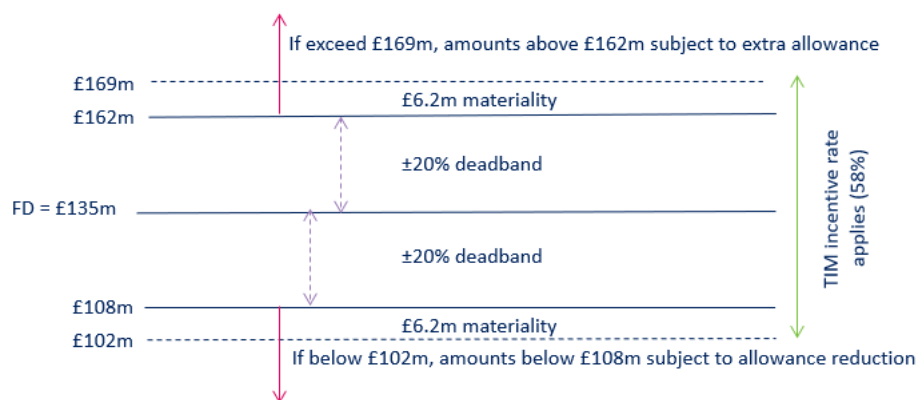 If exceed £169m, amounts above £162m subject to extra allowance
£169m
£6.2m materiality
£162m
±20% deadband
FD = £135m
±20% deadband
£108m
£6.2m materiality
£102m
If below £102m, amounts below £108m subject to allowance reduction
TIM incentive rate
applies (58%)